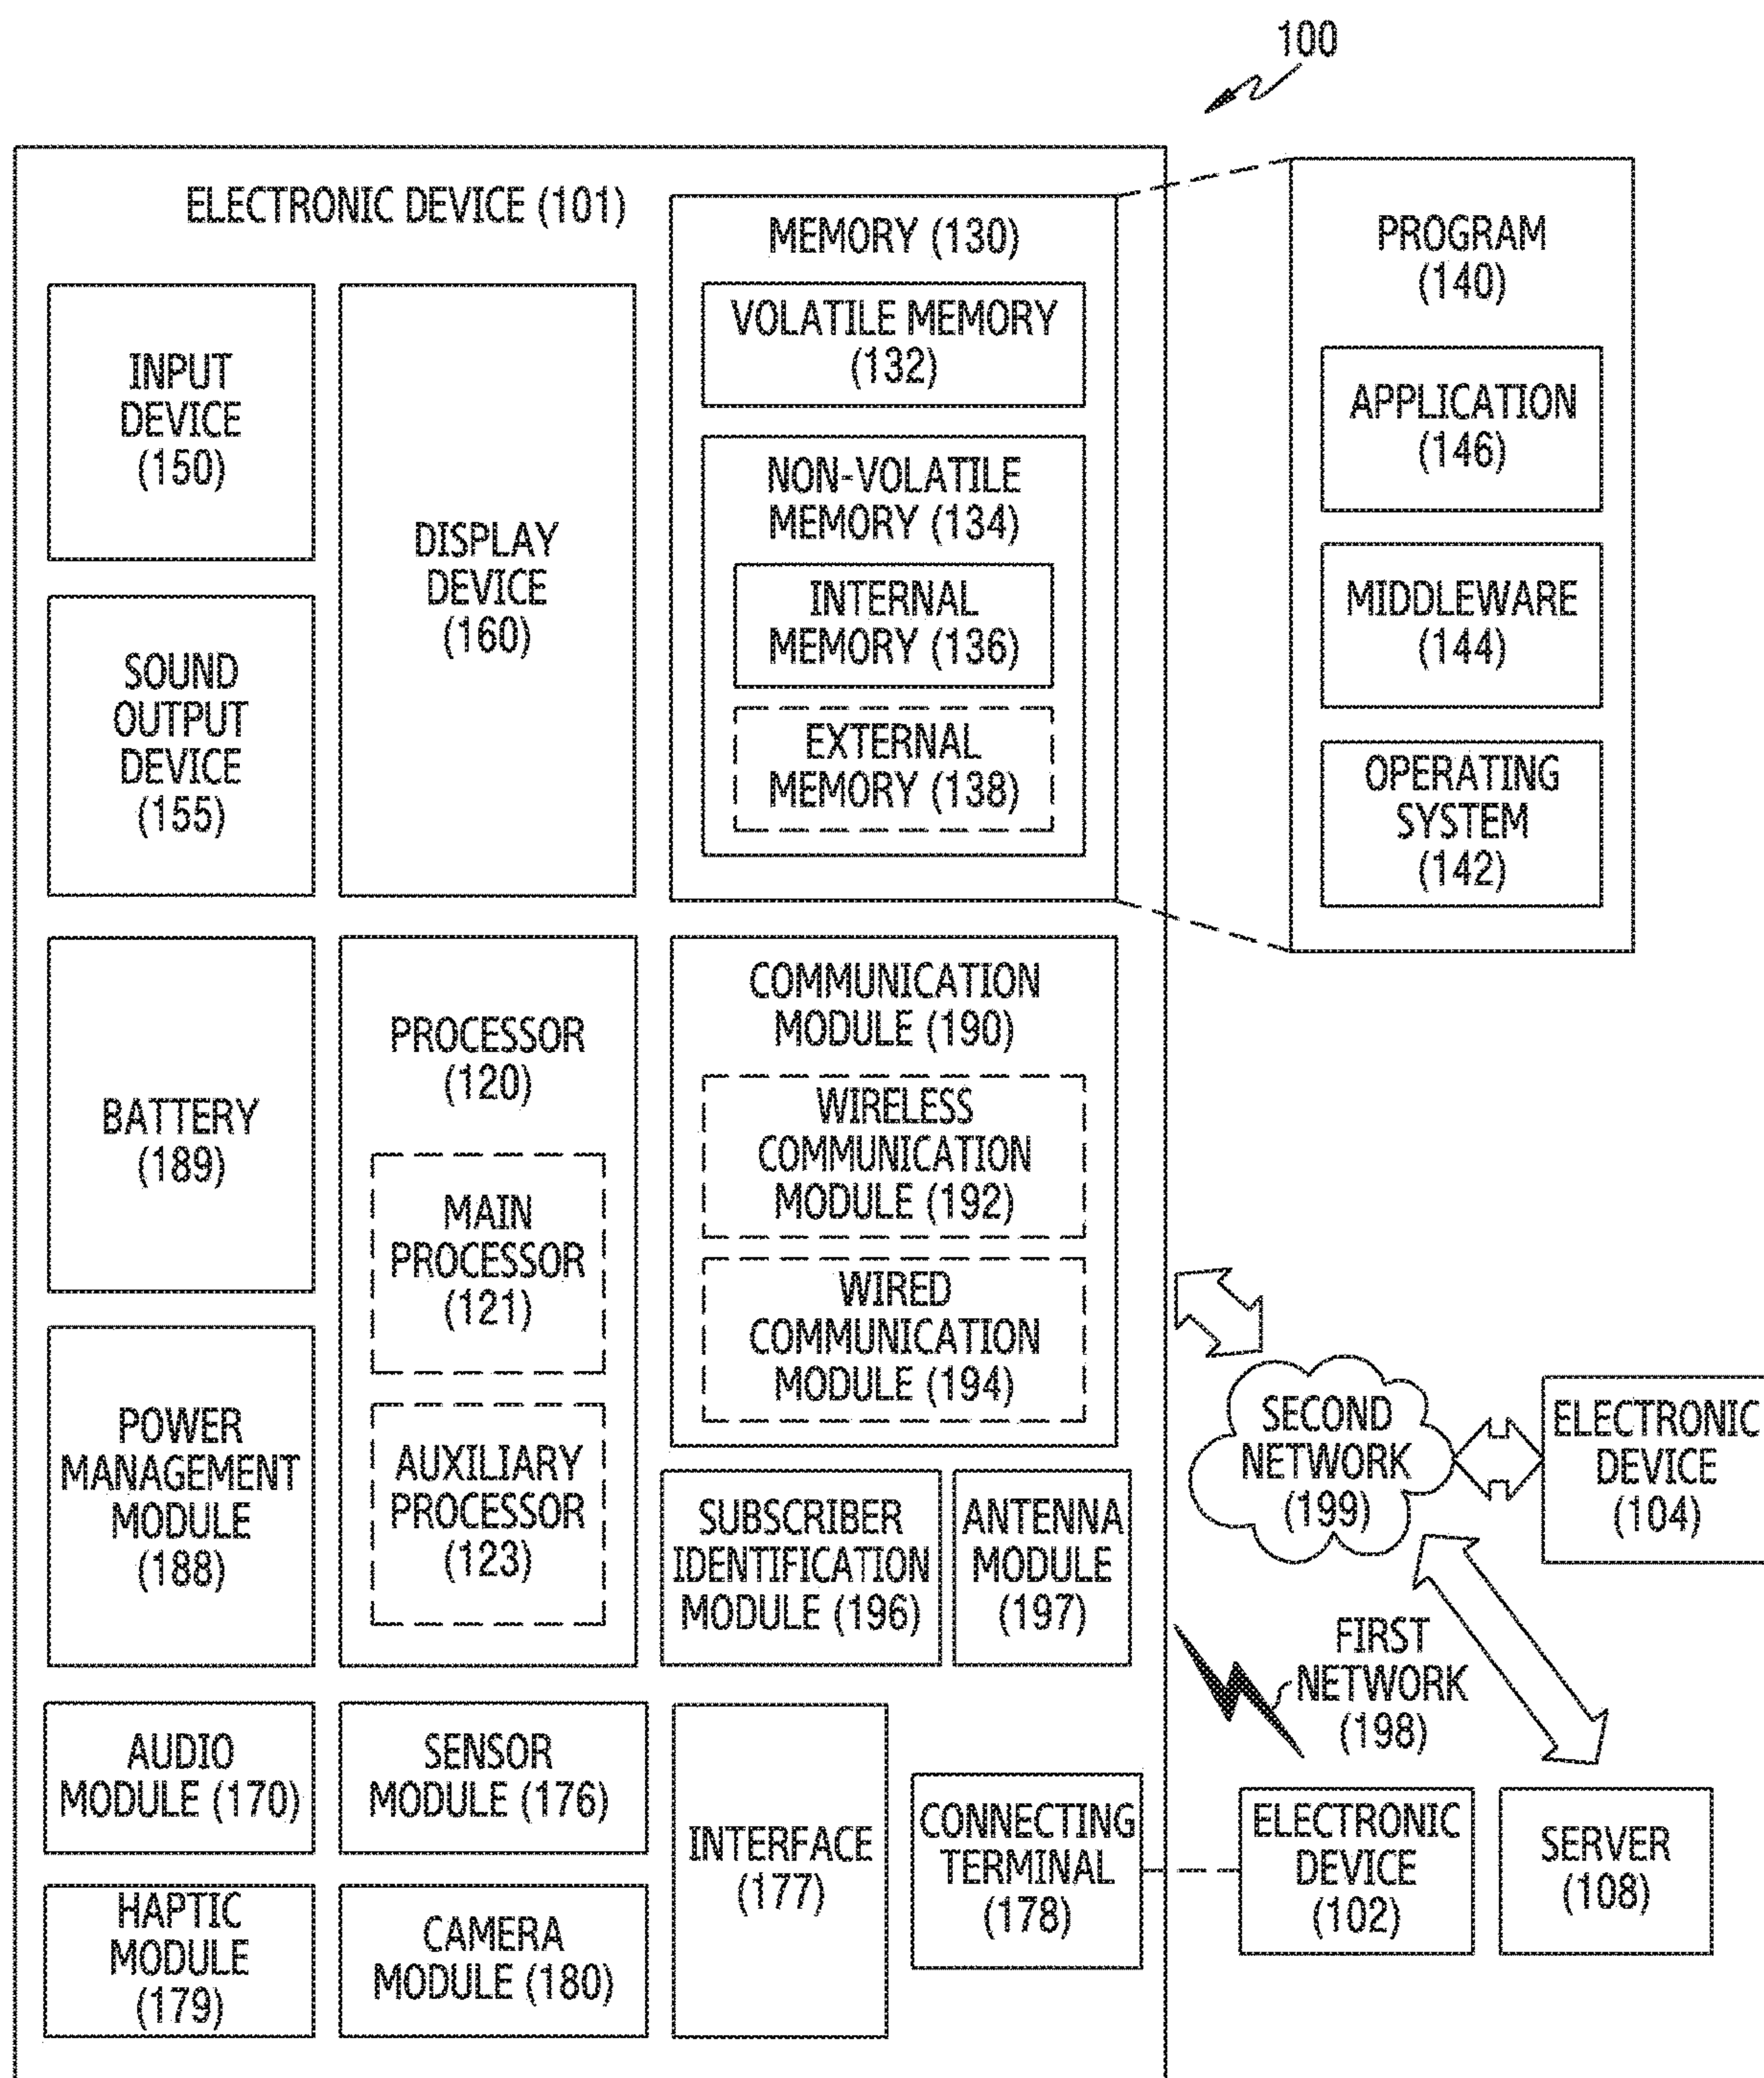 100
ELECTRONIC DEVICE (101)
INPUT
DEVICE
(150)
SOUND
OUTPUT
DEVICE
(155)
DISPLAY
DEVICE
(160)
MEMORY (130)
VOLATILE MEMORY
(132)
NON-VOLATILE
MEMORY (134)
INTERNAL
MEMORY (136)
EXTERNAL
MEMORY (138)
PROGRAM
(140)
APPLICATION
(146)
MIDDLEWARE
(144)
OPERATING
SYSTEM
(142)
BATTERY
(189)
POWER
MANAGEMENT
MODULE
(188)
PROCESSOR
(120)
MAIN
PROCESSOR
(121)
AUXILIARY
PROCESSOR
(123)
COMMUNICATION
MODULE (190)
WIRELESS
COMMUNICATION
MODULE (192)
WIRED
COMMUNICATION
MODULE (194)
SUBSCRIBER
IDENTIFICATION
MODULE (196)
ANTENNA
MODULE
(197)
SECOND
NETWORK
(199)
ELECTRONIC
DEVICE
(104)
FIRST
NETWORK
(198)
AUDIO
MODULE (170)
SENSOR
MODULE (176)
HAPTIC
MODULE
(179)
CAMERA
MODULE (180)
INTERFACE
(177)
CONNECTING
TERMINAL
(178)
ELECTRONIC
DEVICE
(102)
SERVER
(108)